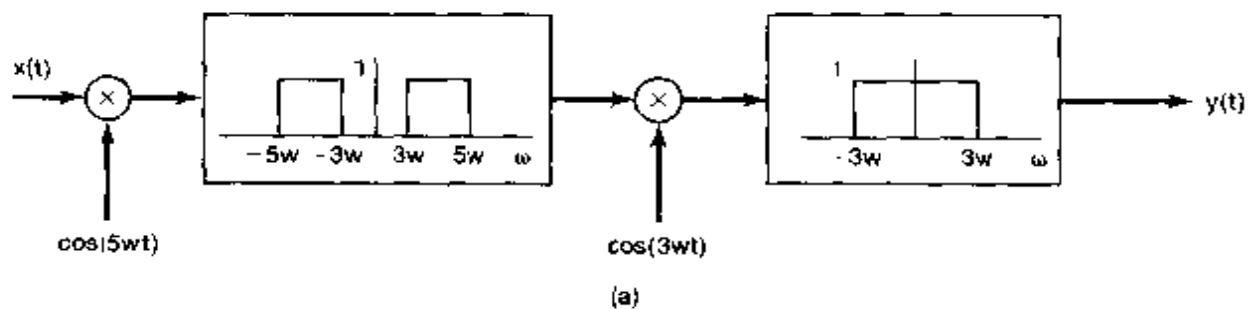 x(t)
×
1
-5w -3w 3w 5w ω
×
1
-3w 3w ω
y(t)
cos(5wt)
cos(3wt)
(a)